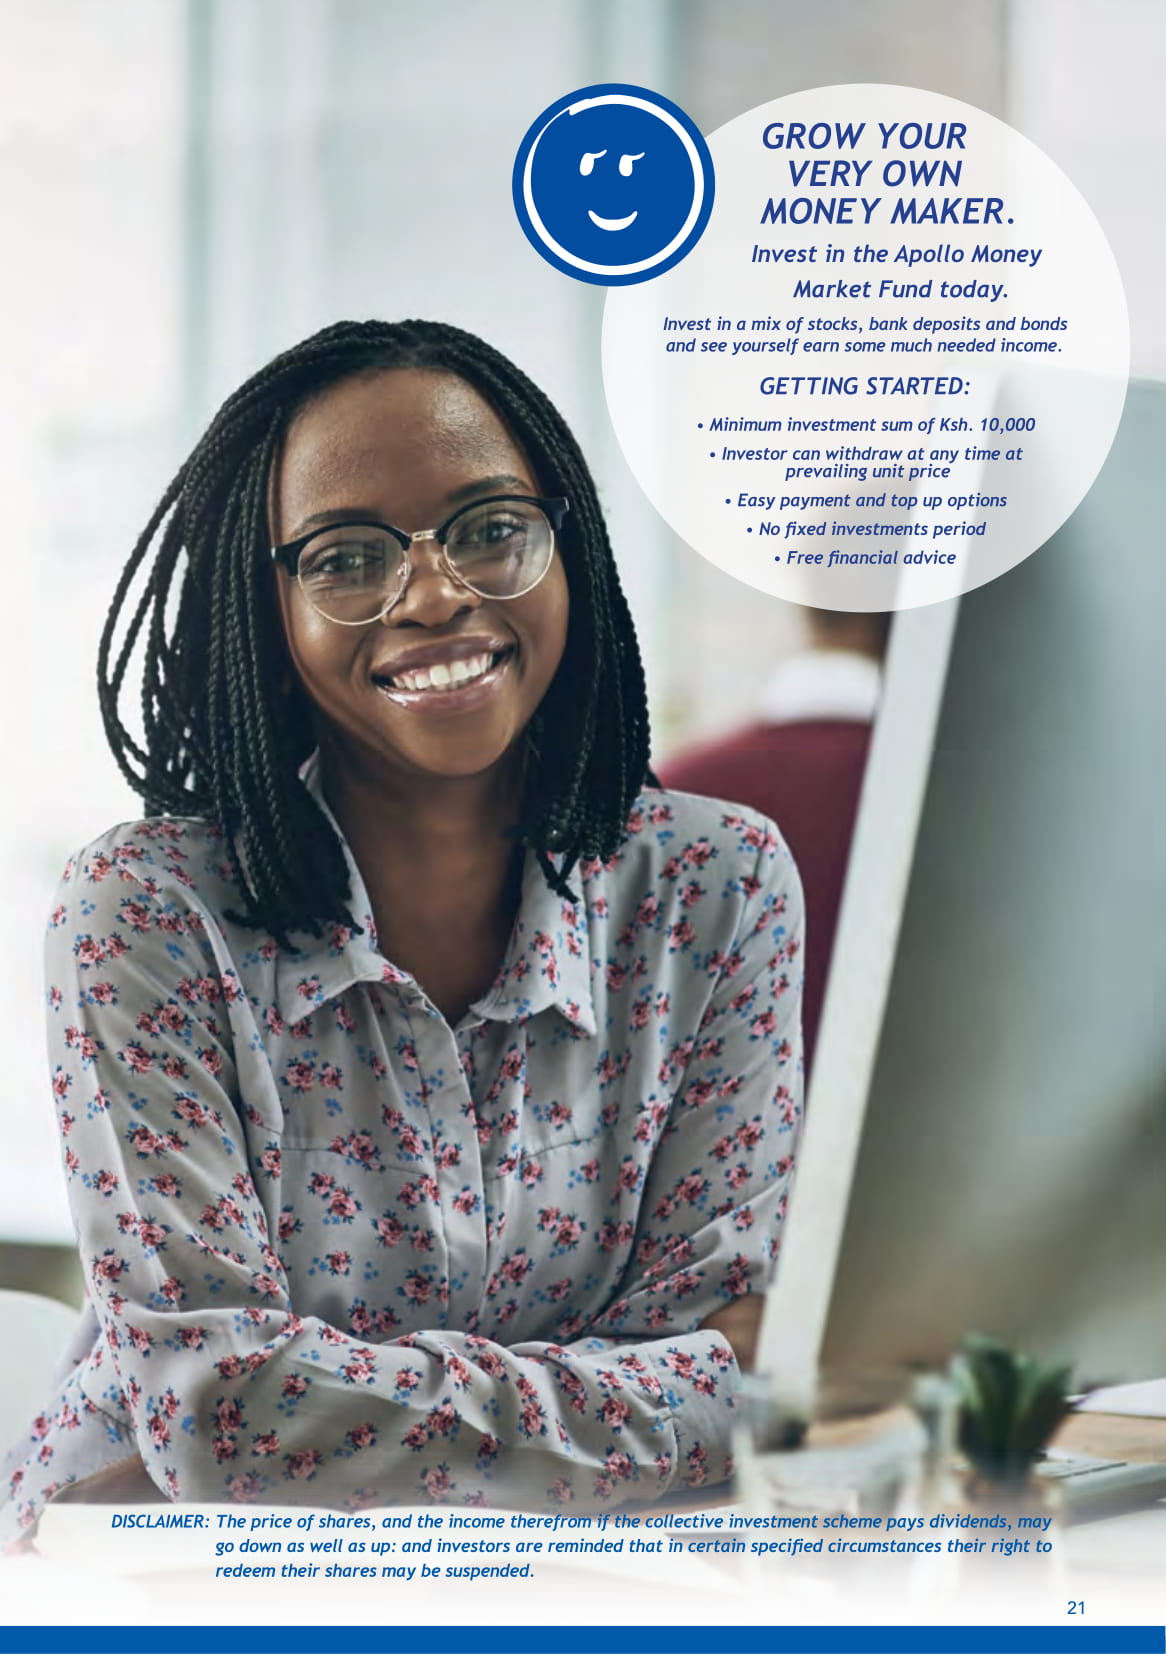 GROW YOUR
VERY OWN
MONEY MAKER.
Invest in the Apollo Money
Market Fund today.
Invest in a mix of stocks, bank deposits and bonds
and see yourself earn some much needed income.
GETTING STARTED:
• Minimum investment sum of Ksh. 10,000
• Investor can withdraw at any time at
prevailing unit price
• Easy payment and top up options
• No fixed investments period
• Free financial advice
DISCLAIMER: The price of shares, and the income therefrom if the collective investment scheme pays dividends, may
go down as well as up: and investors are reminded that in certain specified circumstances their right to
redeem their shares may be suspended.
21